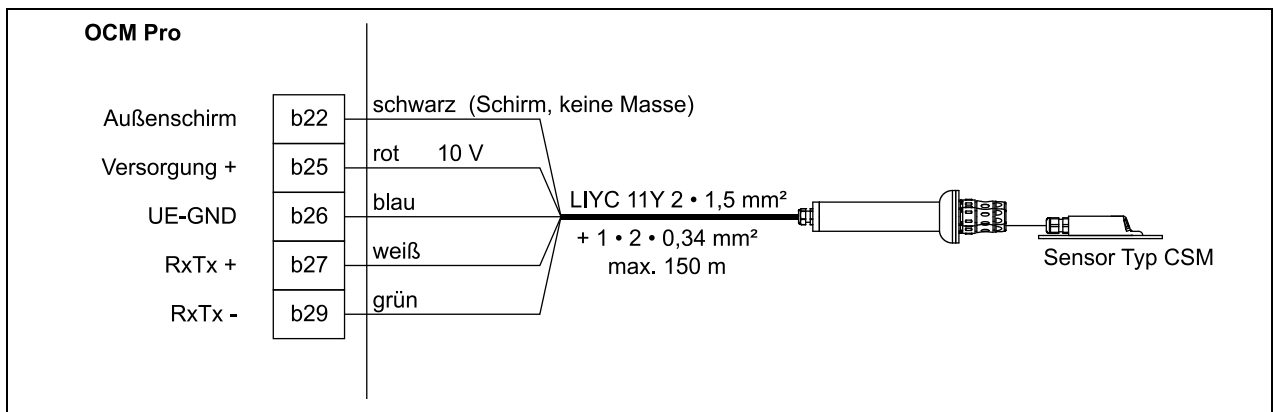 OCM Pro
Außenschirm b22 schwarz (Schirm, keine Masse)
Versorgung + b25 rot 10 V
UE-GND b26 blau
RxTx + b27 weiß
RxTx - b29 grün
LIYC 11Y 2 • 1,5 mm²
+ 1 • 2 • 0,34 mm²
max. 150 m
Sensor Typ CSM